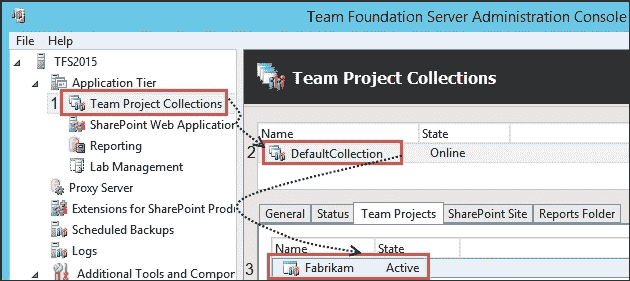 Team Foundation Server Administration Console
File Help
TFS2015
Application Tier
1 Team Project Collections
SharePoint Web Application
Reporting
Lab Management
Proxy Server
Extensions for SharePoint Prod
Scheduled Backups
Logs
Additional Tools and Compor
Team Project Collections
Name State
2 DefaultCollection Online
General Status Team Projects SharePoint Site Reports Folder
Name State
3 Fabrikam Active